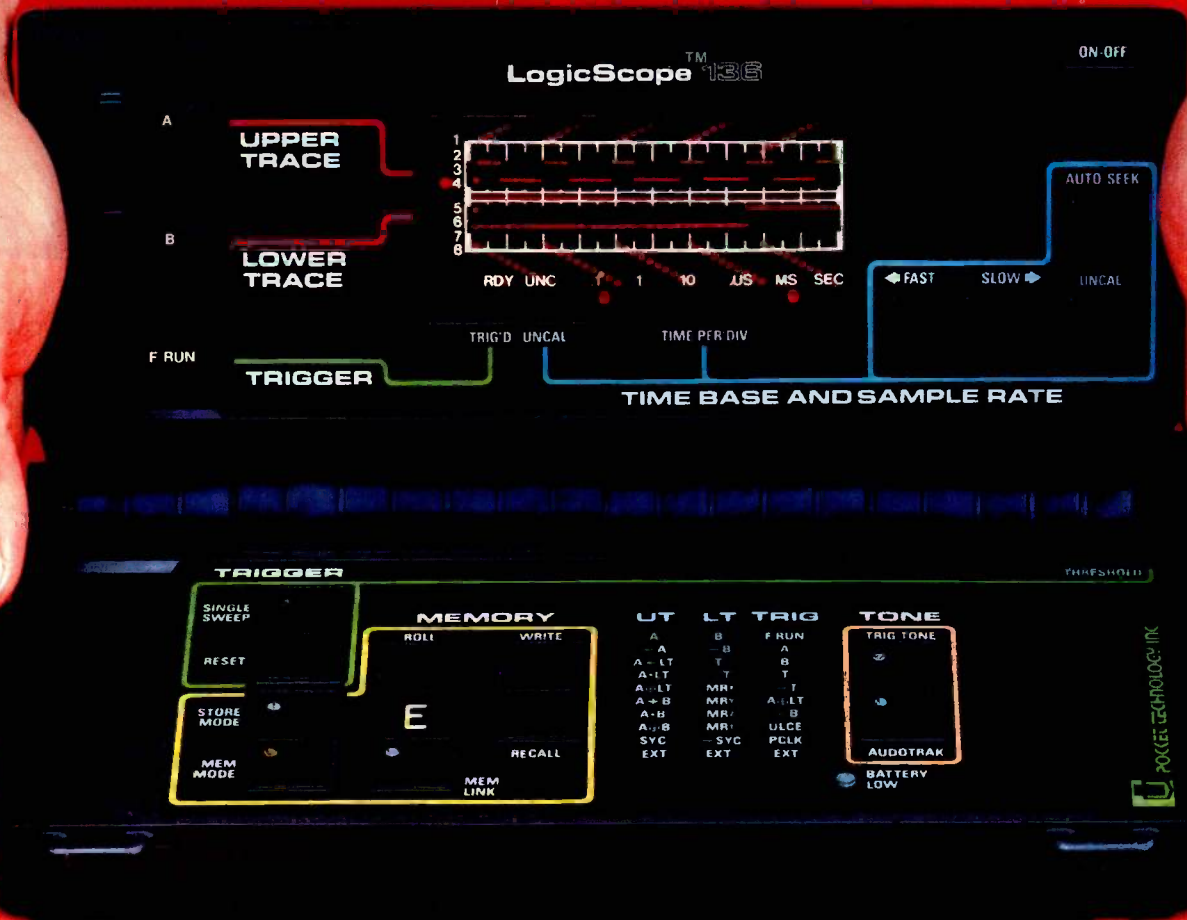 LogicScope™ 136
ON-OFF
A
UPPER
TRACE
1
2
3
4
5
6
7
8
B
LOWER
TRACE
RDY UNC .1 1 10 US MS SEC
AUTO SEEK
FAST SLOW
UNCAL
F RUN
TRIGGER
TRIG'D UNCAL TIME PER DIV
TIME BASE AND SAMPLE RATE
TRIGGER
THRESHOLD
SINGLE
SWEEP
RESET
MEMORY
ROLL WRITE
STORE
MODE
MEM
MODE
E
RECALL
MEM
LINK
UT LT TRIG
A B F RUN
-A -B A
T B
A·LT T T
A+B
A·B
SYC -SYC PCLK
EXT EXT EXT
TONE
TRIG TONE
AUDOTRAK
BATTERY
LOW
POCKET TECHNOLOGY INC